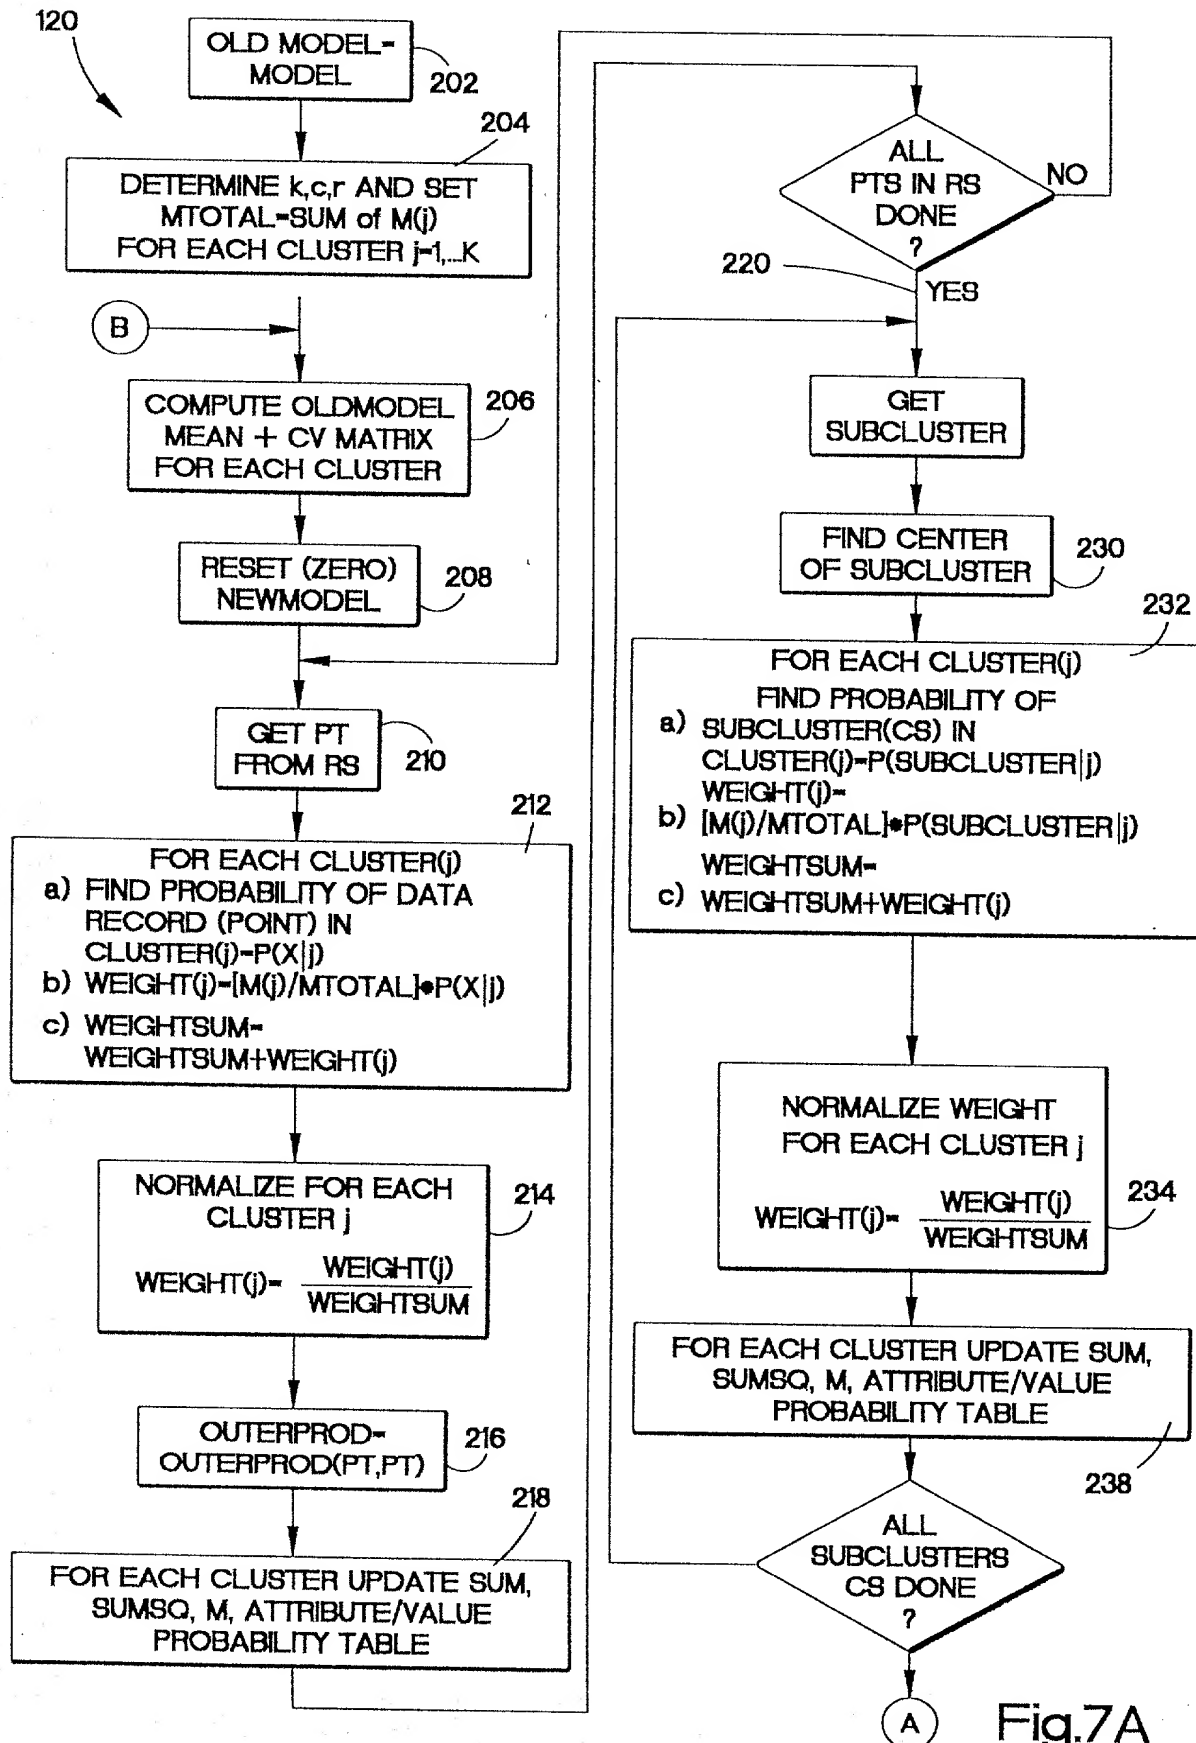 120
OLD MODEL=
MODEL
202
204
DETERMINE k,c,r AND SET
MTOTAL=SUM of M(j)
FOR EACH CLUSTER j=1,...K
B
COMPUTE OLDMODEL
MEAN + CV MATRIX
FOR EACH CLUSTER
206
RESET (ZERO)
NEWMODEL
208
GET PT
FROM RS
210
212
FOR EACH CLUSTER(j)
a) FIND PROBABILITY OF DATA
RECORD (POINT) IN
CLUSTER(j)=P(X|j)
b) WEIGHT(j)=[M(j)/MTOTAL]*P(X|j)
c) WEIGHTSUM=
WEIGHTSUM+WEIGHT(j)
NORMALIZE FOR EACH
CLUSTER j
WEIGHT(j)= WEIGHT(j)
WEIGHTSUM
214
OUTERPROD=
OUTERPROD(PT,PT)
216
218
FOR EACH CLUSTER UPDATE SUM,
SUMSQ, M, ATTRIBUTE/VALUE
PROBABILITY TABLE
ALL
PTS IN RS
DONE
?
NO
220
YES
GET
SUBCLUSTER
FIND CENTER
OF SUBCLUSTER
230
232
FOR EACH CLUSTER(j)
FIND PROBABILITY OF
a) SUBCLUSTER(CS) IN
CLUSTER(j)=P(SUBCLUSTER|j)
WEIGHT(j)=
b) [M(j)/MTOTAL]*P(SUBCLUSTER|j)
WEIGHTSUM=
c) WEIGHTSUM+WEIGHT(j)
NORMALIZE WEIGHT
FOR EACH CLUSTER j
WEIGHT(j)= WEIGHT(j)
WEIGHTSUM
234
FOR EACH CLUSTER UPDATE SUM,
SUMSQ, M, ATTRIBUTE/VALUE
PROBABILITY TABLE
238
ALL
SUBCLUSTERS
CS DONE
?
A
Fig.7A